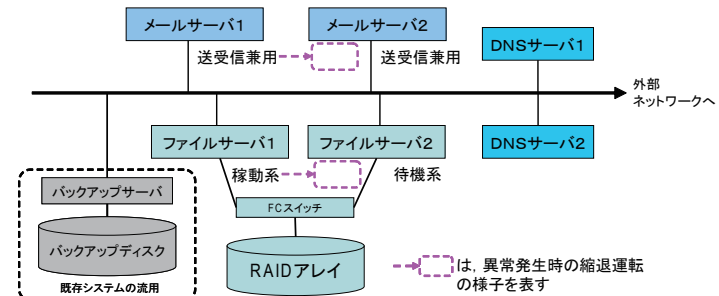 メールサーバ1
メールサーバ2
DNSサーバ1
送受信兼用
送受信兼用
外部
ネットワークへ
ファイルサーバ1
ファイルサーバ2
DNSサーバ2
稼動系
待機系
バックアップサーバ
FCスイッチ
バックアップディスク
RAIDアレイ
は，異常発生時の縮退運転
の様子を表す
既存システムの流用